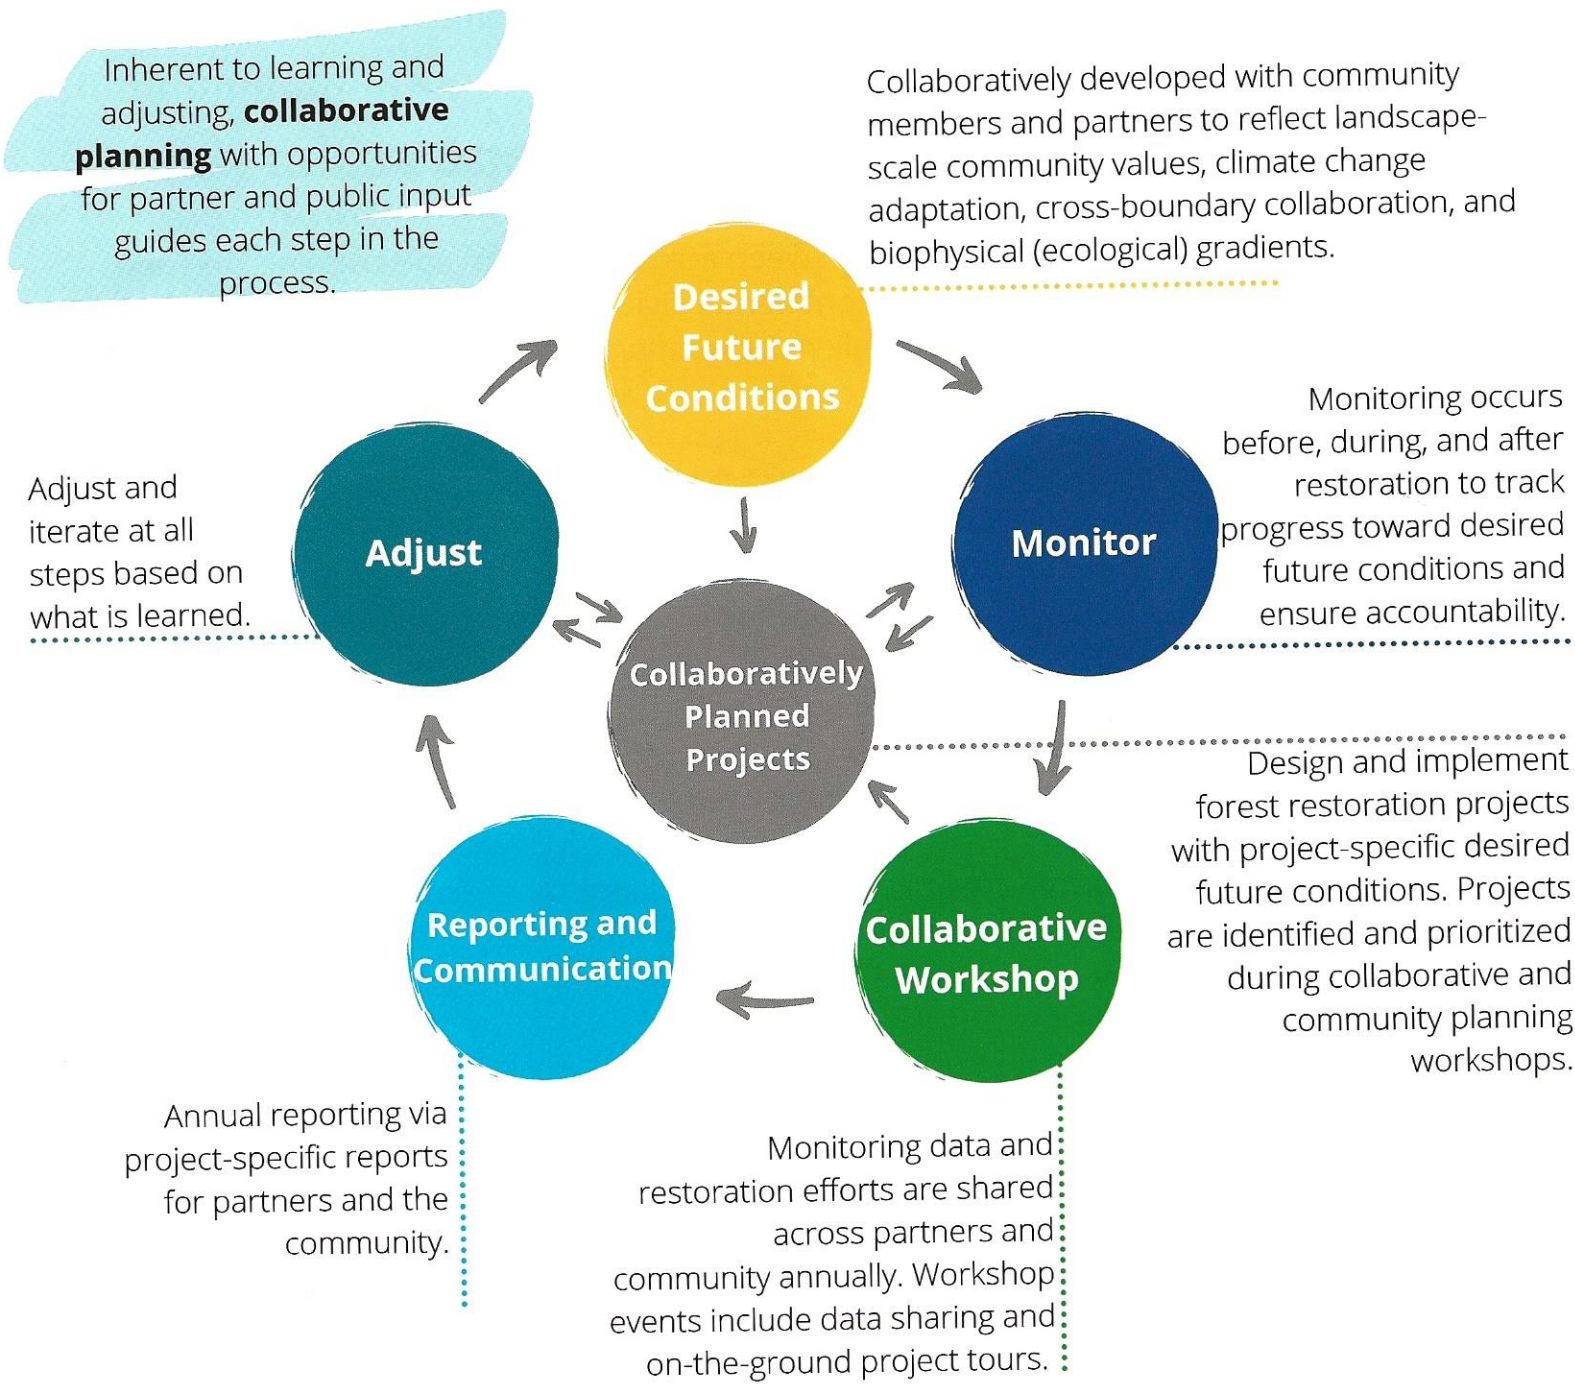 Inherent to learning and
adjusting, collaborative
planning with opportunities
for partner and public input
guides each step in the
process.
Collaboratively developed with community
members and partners to reflect landscape-
scale community values, climate change
adaptation, cross-boundary collaboration, and
biophysical (ecological) gradients.
Desired
Future
Conditions
Monitoring occurs
before, during, and after
restoration to track
progress toward desired
future conditions and
ensure accountability.
Monitor
Adjust and
iterate at all
steps based on
what is learned.
Adjust
Collaboratively
Planned
Projects
Design and implement
forest restoration projects
with project-specific desired
future conditions. Projects
are identified and prioritized
during collaborative and
community planning
workshops.
Reporting and
Communication
Collaborative
Workshop
Annual reporting via
project-specific reports
for partners and the
community.
Monitoring data and
restoration efforts are shared
across partners and
community annually. Workshop
events include data sharing and
on-the-ground project tours.